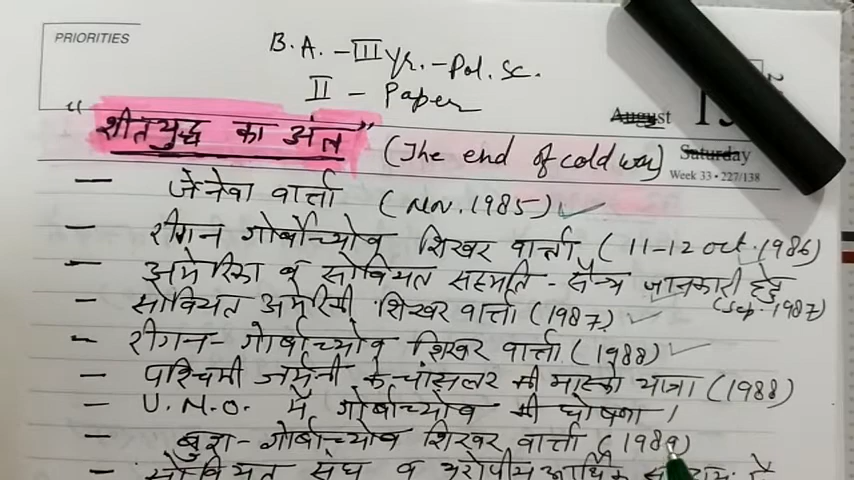 PRIORITIES
B.A. - III yr. - Pol. Sc.
II - Paper
August
Saturday
Week 33 • 227/138
"शीतयुद्ध का अंत" (The end of cold war)
- जेनेवा वार्त्ता (Nov. 1985)
- रीगन गोर्बाच्योव शिखर वार्त्ता (11-12 oct. 1986)
- अमेरिका व सोवियत सहमति - सैन्य जानकारी हेतु (Sep. 1987)
- सोवियत अमेरिकी शिखर वार्त्ता (1987)
- रीगन - गोर्बाच्योव शिखर वार्त्ता (1988)
- पश्चिमी जर्मनी के चांसलर की मास्को यात्रा (1988)
- U.N.O. में गोर्बाच्योव की घोषणा।
- बुश - गोर्बाच्योव शिखर वार्त्ता (1989)
- सोवियत संघ व यूरोपीय आर्थिक